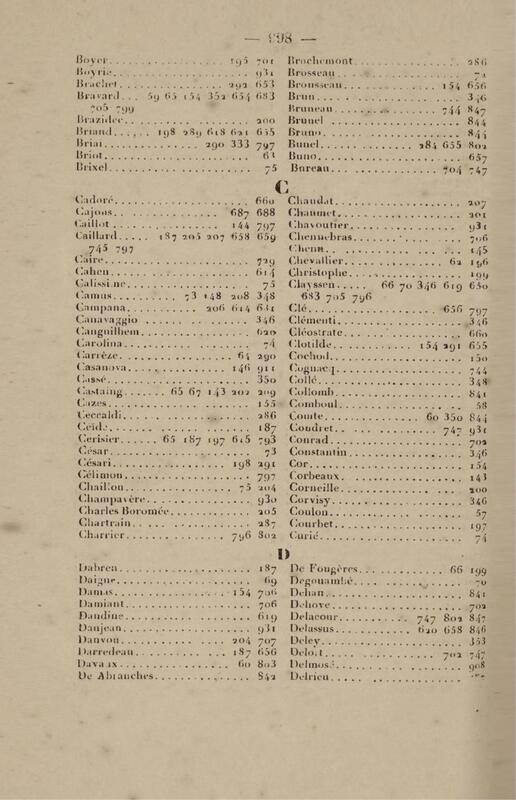 — 998 —
Boyer 195 701
Boyrie 931
Brachet 292 653
Bravard 59 65 154 352 654 683
705 799
Brazidec 200
Briand 198 289 618 621 655
Briai 290 333 797
Briot 63
Brixel 75
Brochemont 286
Brosseau 72
Brousseau 154 656
Brun 346
Bruneau 744 847
Brunel 844
Bruno 844
Bunel 284 655 802
Buno 657
Bureau 704 747
C
Cadoré 660
Cajous 687 688
Caillot 144 797
Caillard 187 205 207 658 659
745 797
Caire 729
Cahen 614
Calissine 75
Camus 73 148 208 348
Campana 206 614 631
Canavaggio 346
Canguilhem 620
Carolina 74
Carrèze 64 290
Casanova 146 911
Cassé 350
Castaing 65 67 143 202 209
Cazes 155
Ceccaldi 286
Ceïde 187
Cerisier 65 187 197 615 793
César 73
Césari 198 291
Célimon 797
Chaillou 75 204
Champavère 930
Charles Boromée 205
Chartrain 287
Charrier 796 802
Chaudat 207
Chaumet 201
Chavoutier 931
Chennebras 706
Chenu 145
Chevallier 62 196
Christophe 199
Clayssen 66 70 346 619 650
683 705 796
Clé 656 797
Clémenti 346
Cléostrate 660
Clotilde 154 291 655
Cochod 150
Cognacq 744
Collé 348
Collomb 841
Comboul 58
Comte 60 350 844
Coudret 747 931
Conrad 702
Constantin 346
Cor 154
Corbeaux 143
Corneille 200
Corvisy 346
Coulon 57
Courbet 197
Curié 74
D
Dabren 187
Daigne 69
Damas 154 706
Damiant 706
Dandine 619
Danjean 931
Danvou 204 707
Darredeau 187 656
Davaux 60 803
De Abranches 842
De Fougères 66 199
Degouambé 70
Dehan 841
Dehove 702
Delacour 747 802 847
Delassus 620 658 846
Deley 353
Deloit 702 747
Delmosé 908
Delrieu